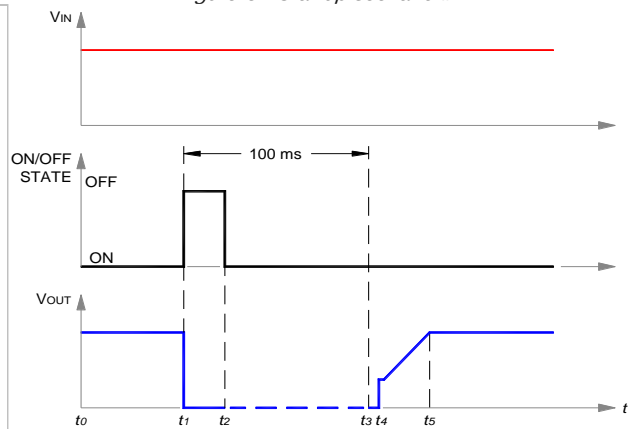 VIN
ON/OFF
STATE
OFF
100 ms
ON
VOUT
t0 t1 t2 t3 t4 t5 t